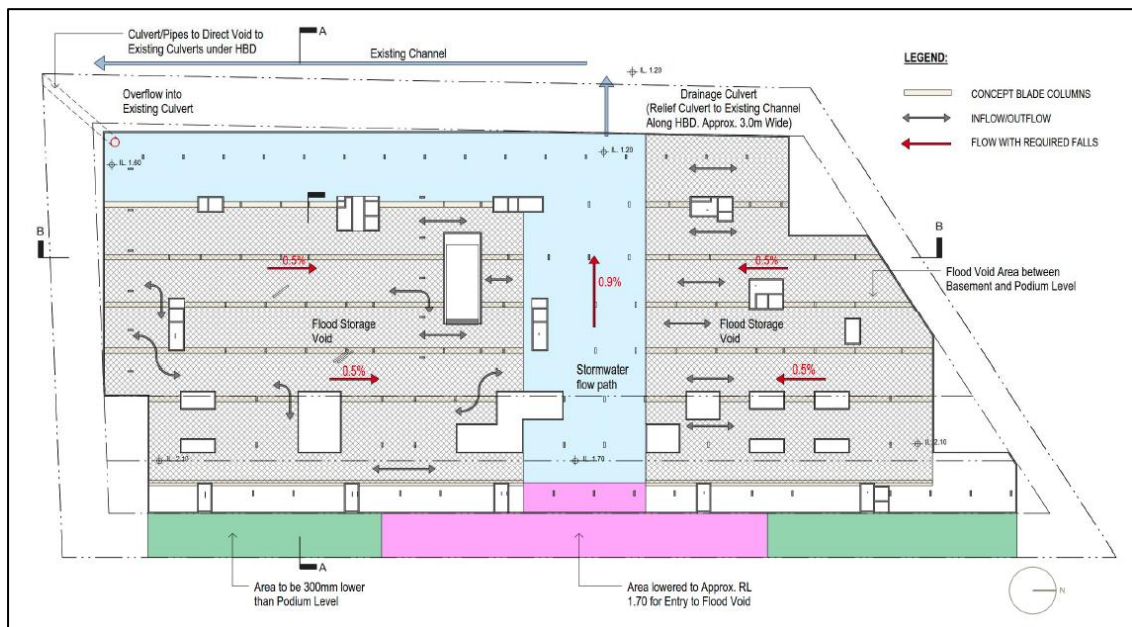 Culvert/Pipes to Direct Void to
Existing Culverts under HBD
A
Existing Channel
IL. 1.20
LEGEND:
CONCEPT BLADE COLUMNS
INFLOW/OUTFLOW
FLOW WITH REQUIRED FALLS
Overflow into
Existing Culvert
Drainage Culvert
(Relief Culvert to Existing Channel
Along HBD. Approx. 3.0m Wide)
IL. 1.60
IL. 1.20
B
B
0.5%
0.9%
0.5%
Flood Void Area between
Basement and Podium Level
Flood Storage
Void
Flood Storage
Void
0.5%
Stormwater
flow path
0.5%
IL. 2.10
IL. 1.70
IL. 2.10
A
Area to be 300mm lower
than Podium Level
Area lowered to Approx. RL
1.70 for Entry to Flood Void
N